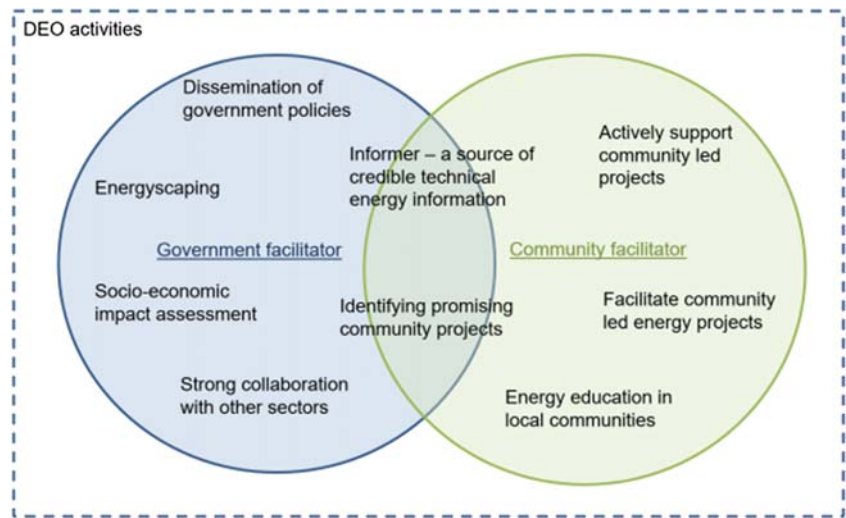 DEO activities
Dissemination of
government policies
Informer – a source of
credible technical
energy information
Actively support
community led
projects
Energyscaping
Government facilitator
Community facilitator
Socio-economic
impact assessment
Identifying promising
community projects
Facilitate community
led energy projects
Strong collaboration
with other sectors
Energy education in
local communities